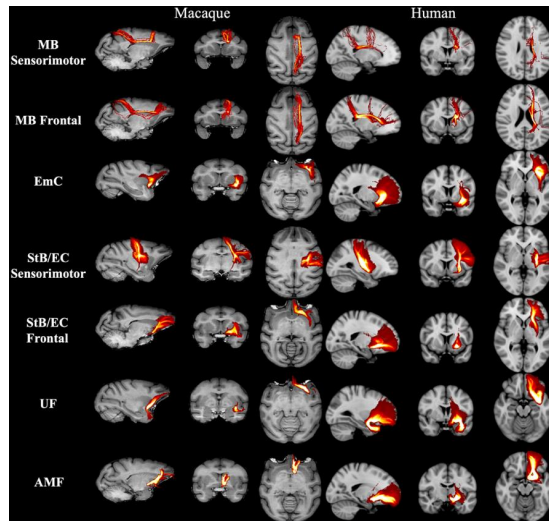 Macaque Human
MB
Sensorimotor
MB Frontal
EmC
StB/EC
Sensorimotor
StB/EC
Frontal
UF
AMF